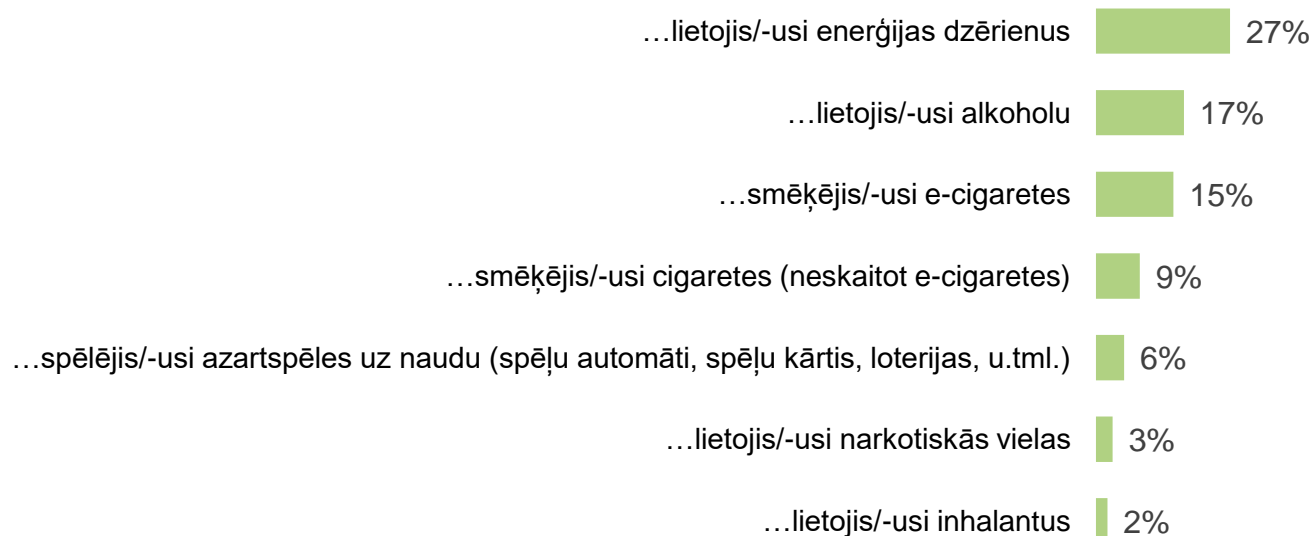 …lietojis/-usi enerģijas dzērienus 27%
…lietojis/-usi alkoholu 17%
…smēķējis/-usi e-cigaretes 15%
…smēķējis/-usi cigaretes (neskaitot e-cigaretes) 9%
…spēlējis/-usi azartspēles uz naudu (spēļu automāti, spēļu kārtis, loterijas, u.tml.) 6%
…lietojis/-usi narkotiskās vielas 3%
…lietojis/-usi inhalantus 2%